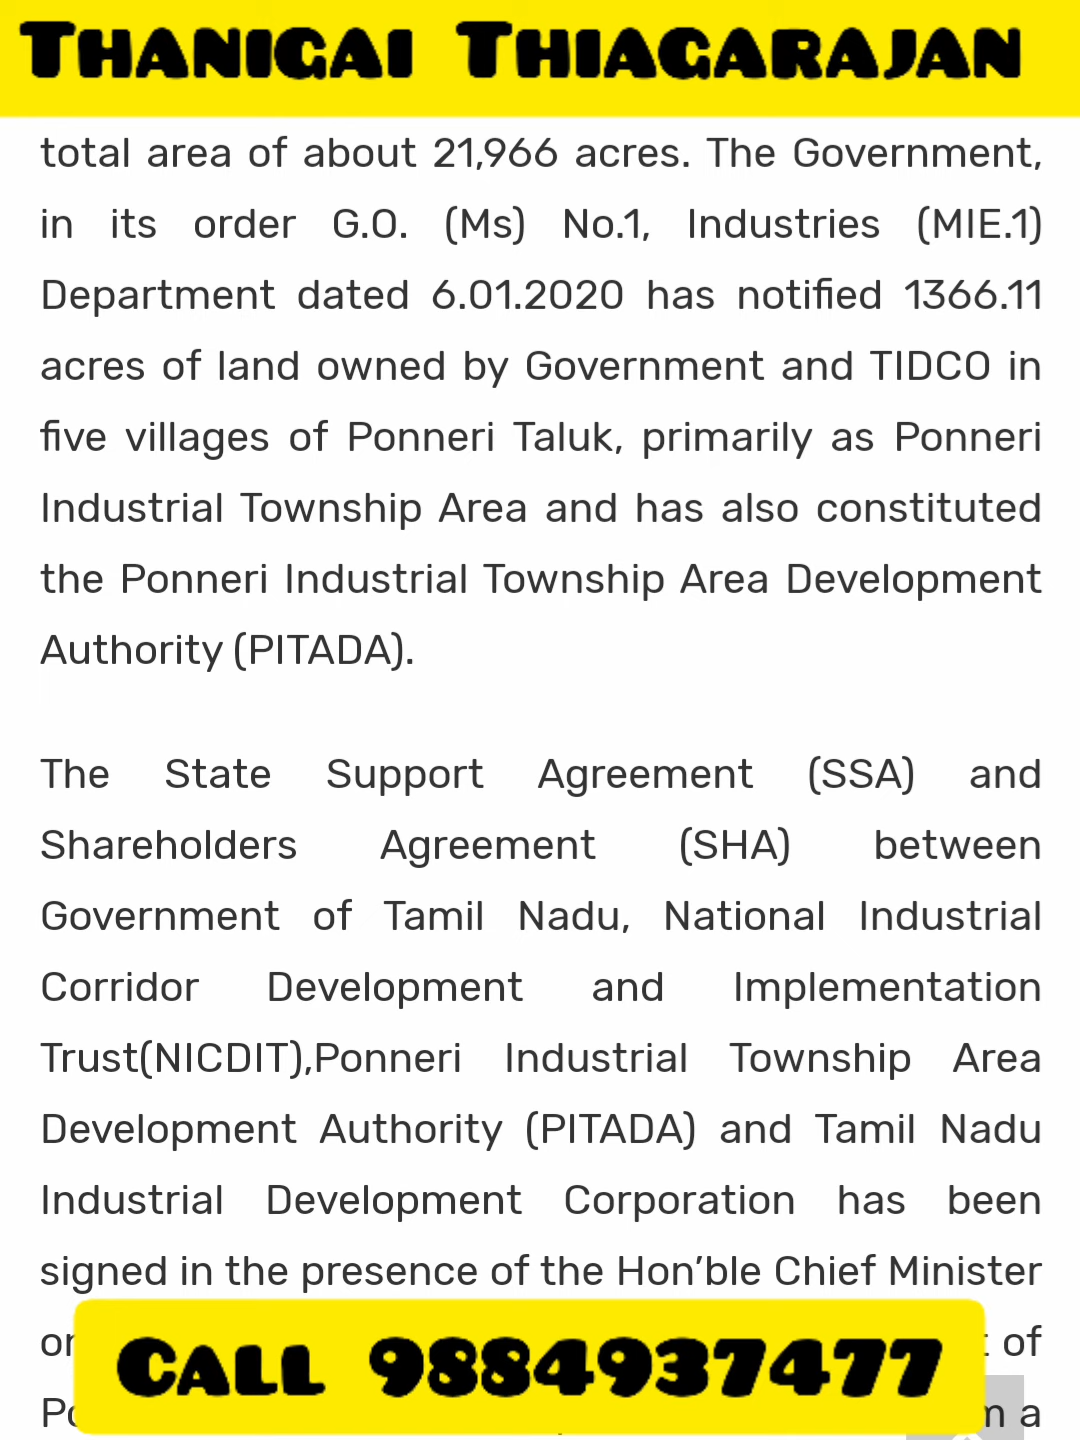 THANIGAI THIAGARAJAN
total area of about 21,966 acres. The Government,
in its order G.O. (Ms) No.1, Industries (MIE.1)
Department dated 6.01.2020 has notified 1366.11
acres of land owned by Government and TIDCO in
five villages of Ponneri Taluk, primarily as Ponneri
Industrial Township Area and has also constituted
the Ponneri Industrial Township Area Development
Authority (PITADA).
The State Support Agreement (SSA) and
Shareholders Agreement (SHA) between
Government of Tamil Nadu, National Industrial
Corridor Development and Implementation
Trust(NICDIT),Ponneri Industrial Township Area
Development Authority (PITADA) and Tamil Nadu
Industrial Development Corporation has been
signed in the presence of the Hon’ble Chief Minister
of
a
CALL 9884937477